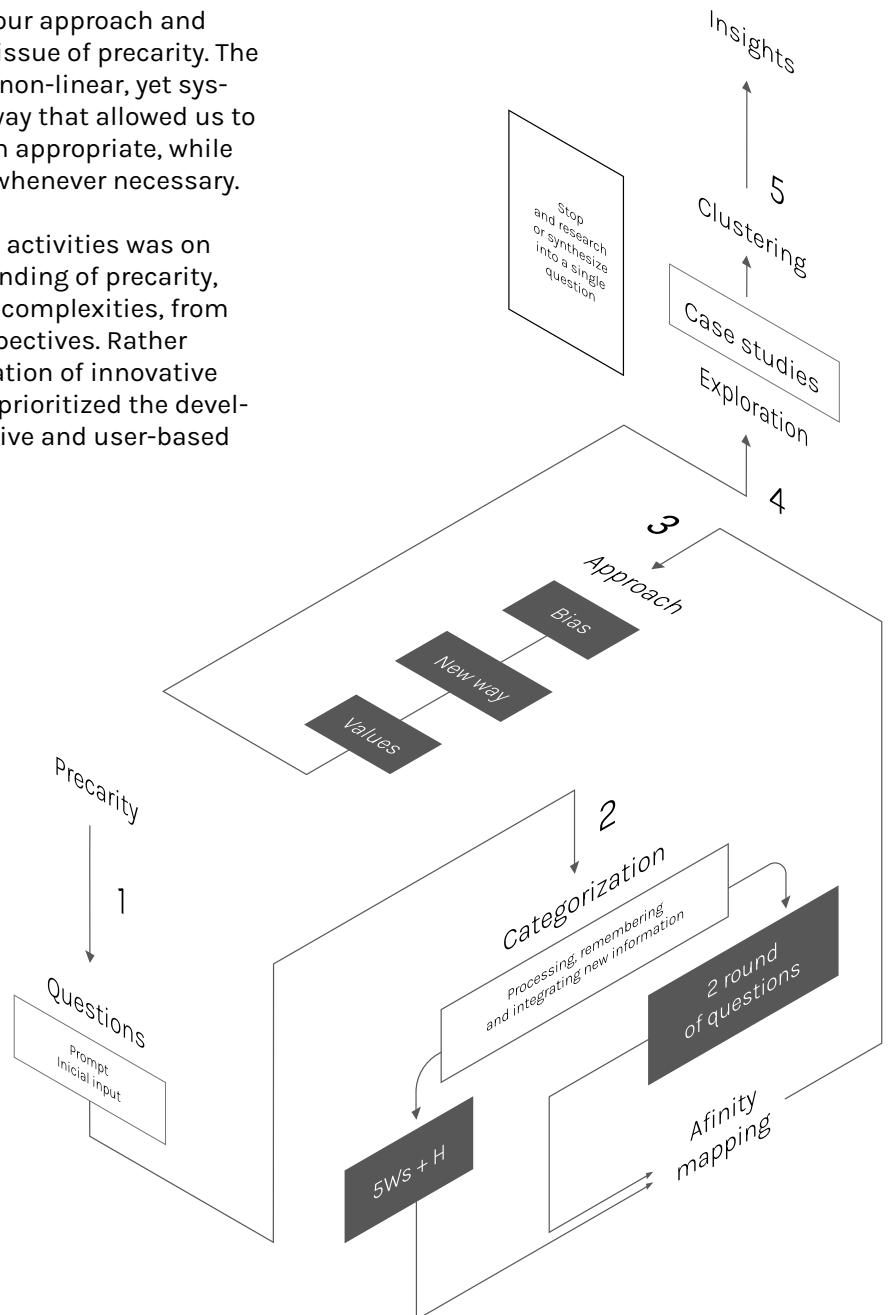 our approach and
issue of precarity. The
non-linear, yet sys-
way that allowed us to
n appropriate, while
whenever necessary.
activities was on
nding of precarity,
complexities, from
pectives. Rather
ation of innovative
prioritized the devel-
ive and user-based
Insights
5
Clustering
Stop
and research
or synthesize
into a single
question
Case studies
Exploration
4
3
Approach
Bias
New way
Values
Precarity
1
Questions
Prompt
Inicial input
2
Categorization
Processing, remembering
and integrating new information
2 round
of questions
5Ws + H
Afinity
mapping